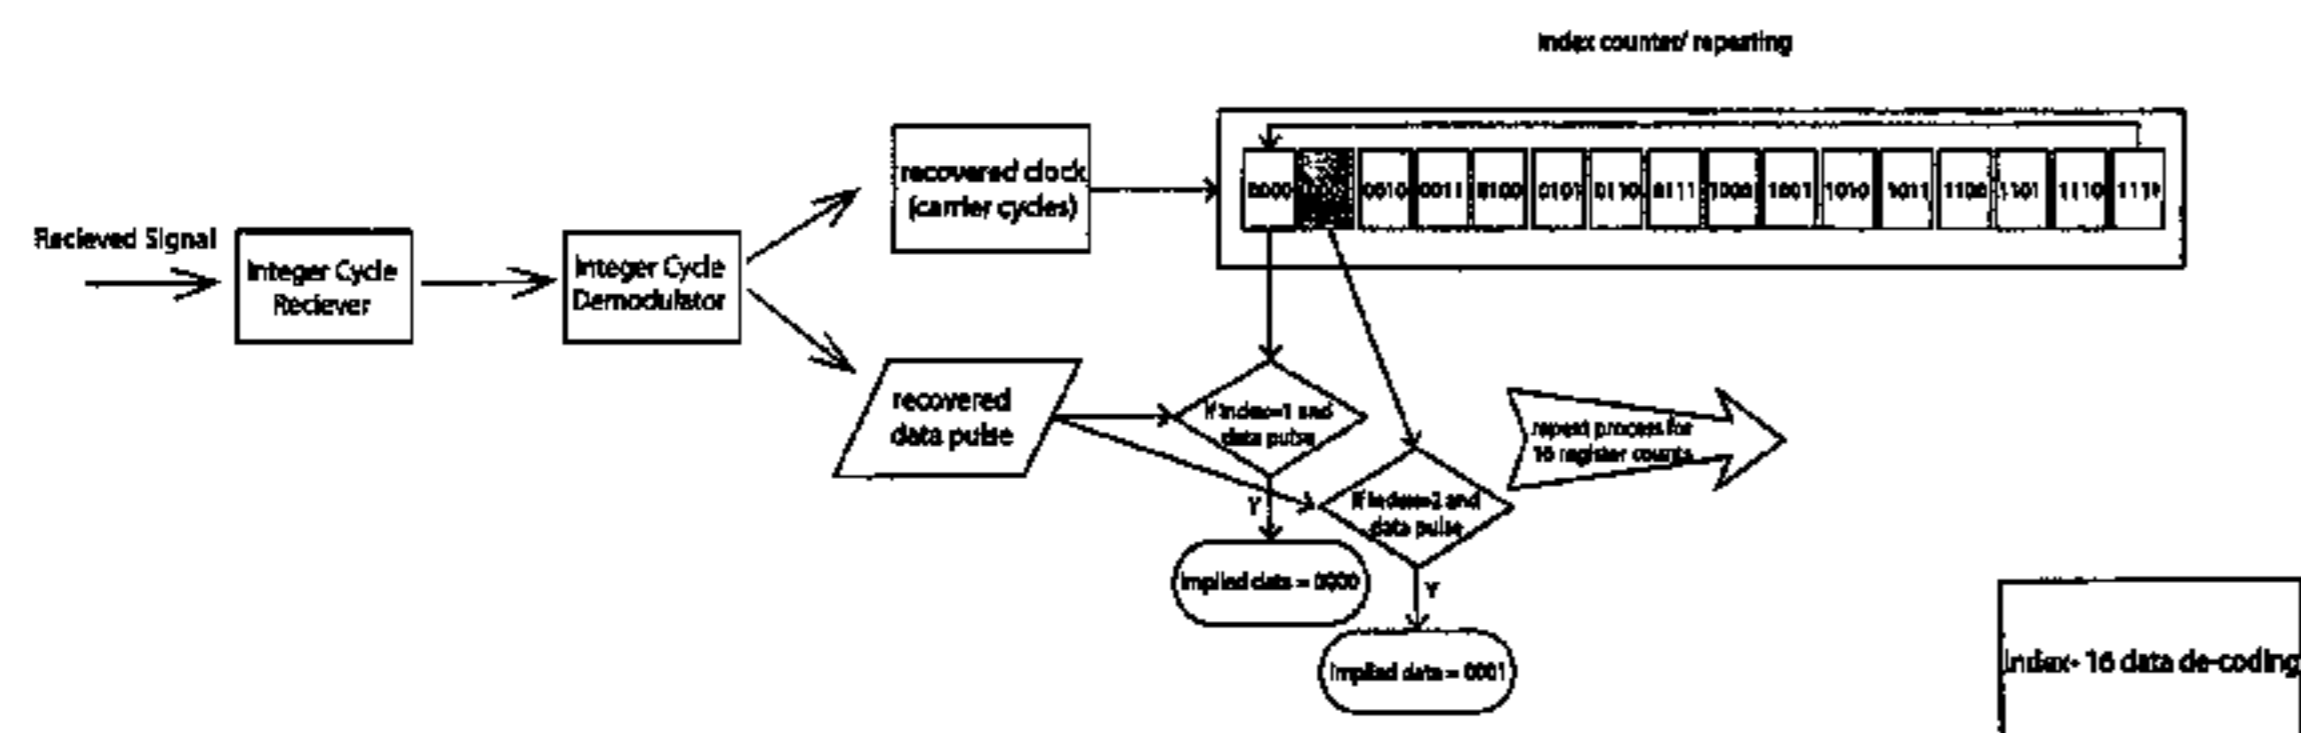 Index counter/ repeating
recovered clock
(carrier cycles)
0000 0010 0011 0100 0101 0110 0111 1000 1001 1010 1011 1100 1101 1110 1111
Recieved Signal
Integer Cycle
Reciever
Integer Cycle
Demodulator
recovered
data pulse
if index=1 and
data pulse
repeat process for
16 register counts
if index=2 and
data pulse
Y
implied data = 0000
Y
implied data = 0001
Index- 16 data de-coding